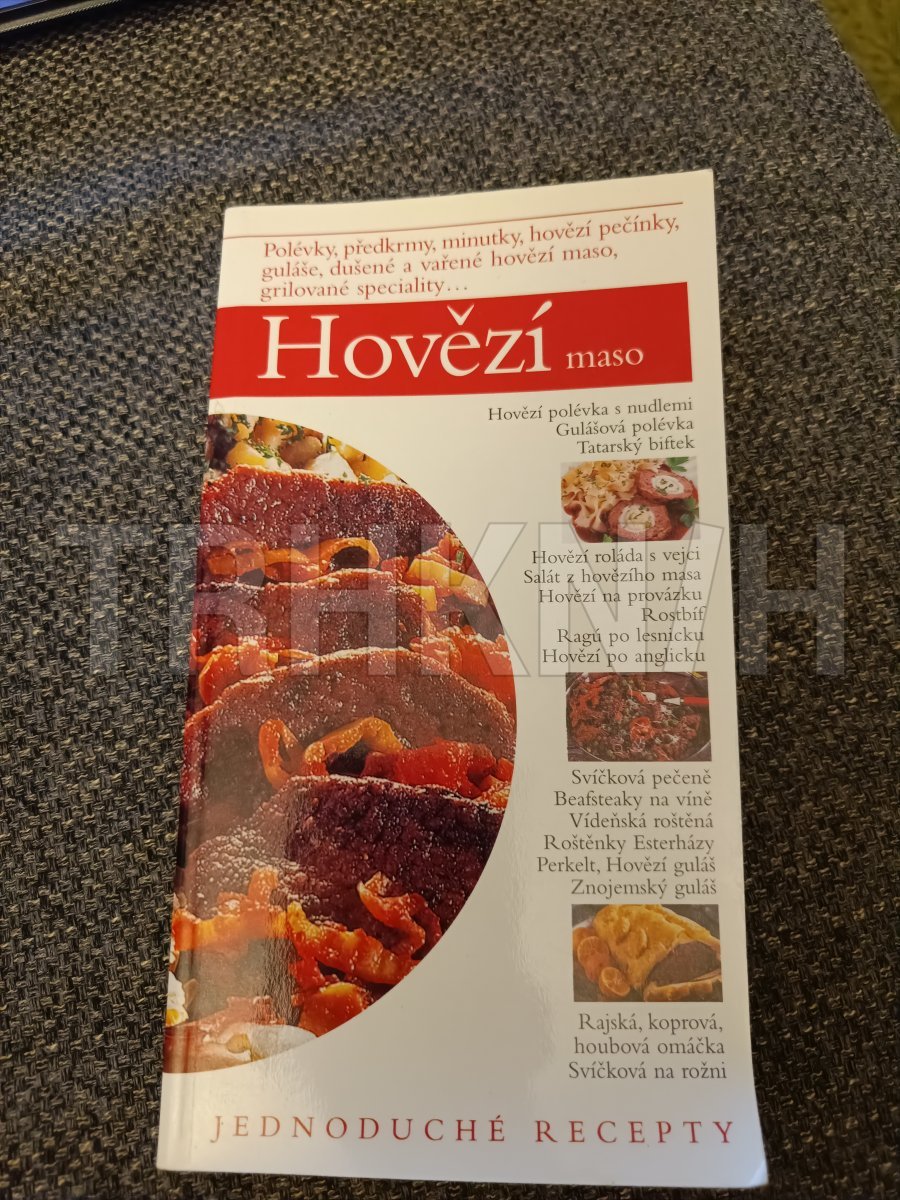 Polévky, předkrmy, minutky, hovězí pečínky,
guláše, dušené a vařené hovězí maso,
grilované speciality...
Hovězí maso
Hovězí polévka s nudlemi
Gulášová polévka
Tatarský biftek
Hovězí roláda s vejci
Salát z hovězího masa
Hovězí na provázku
Rostbíf
Ragú po lesnicku
Hovězí po anglicku
Svíčková pečeně
Beafsteaky na víně
Vídeňská roštěná
Roštěnky Esterházy
Perkelt, Hovězí guláš
Znojemský guláš
Rajská, koprová,
houbová omáčka
Svíčková na rožni
JEDNODUCHÉ RECEPTY